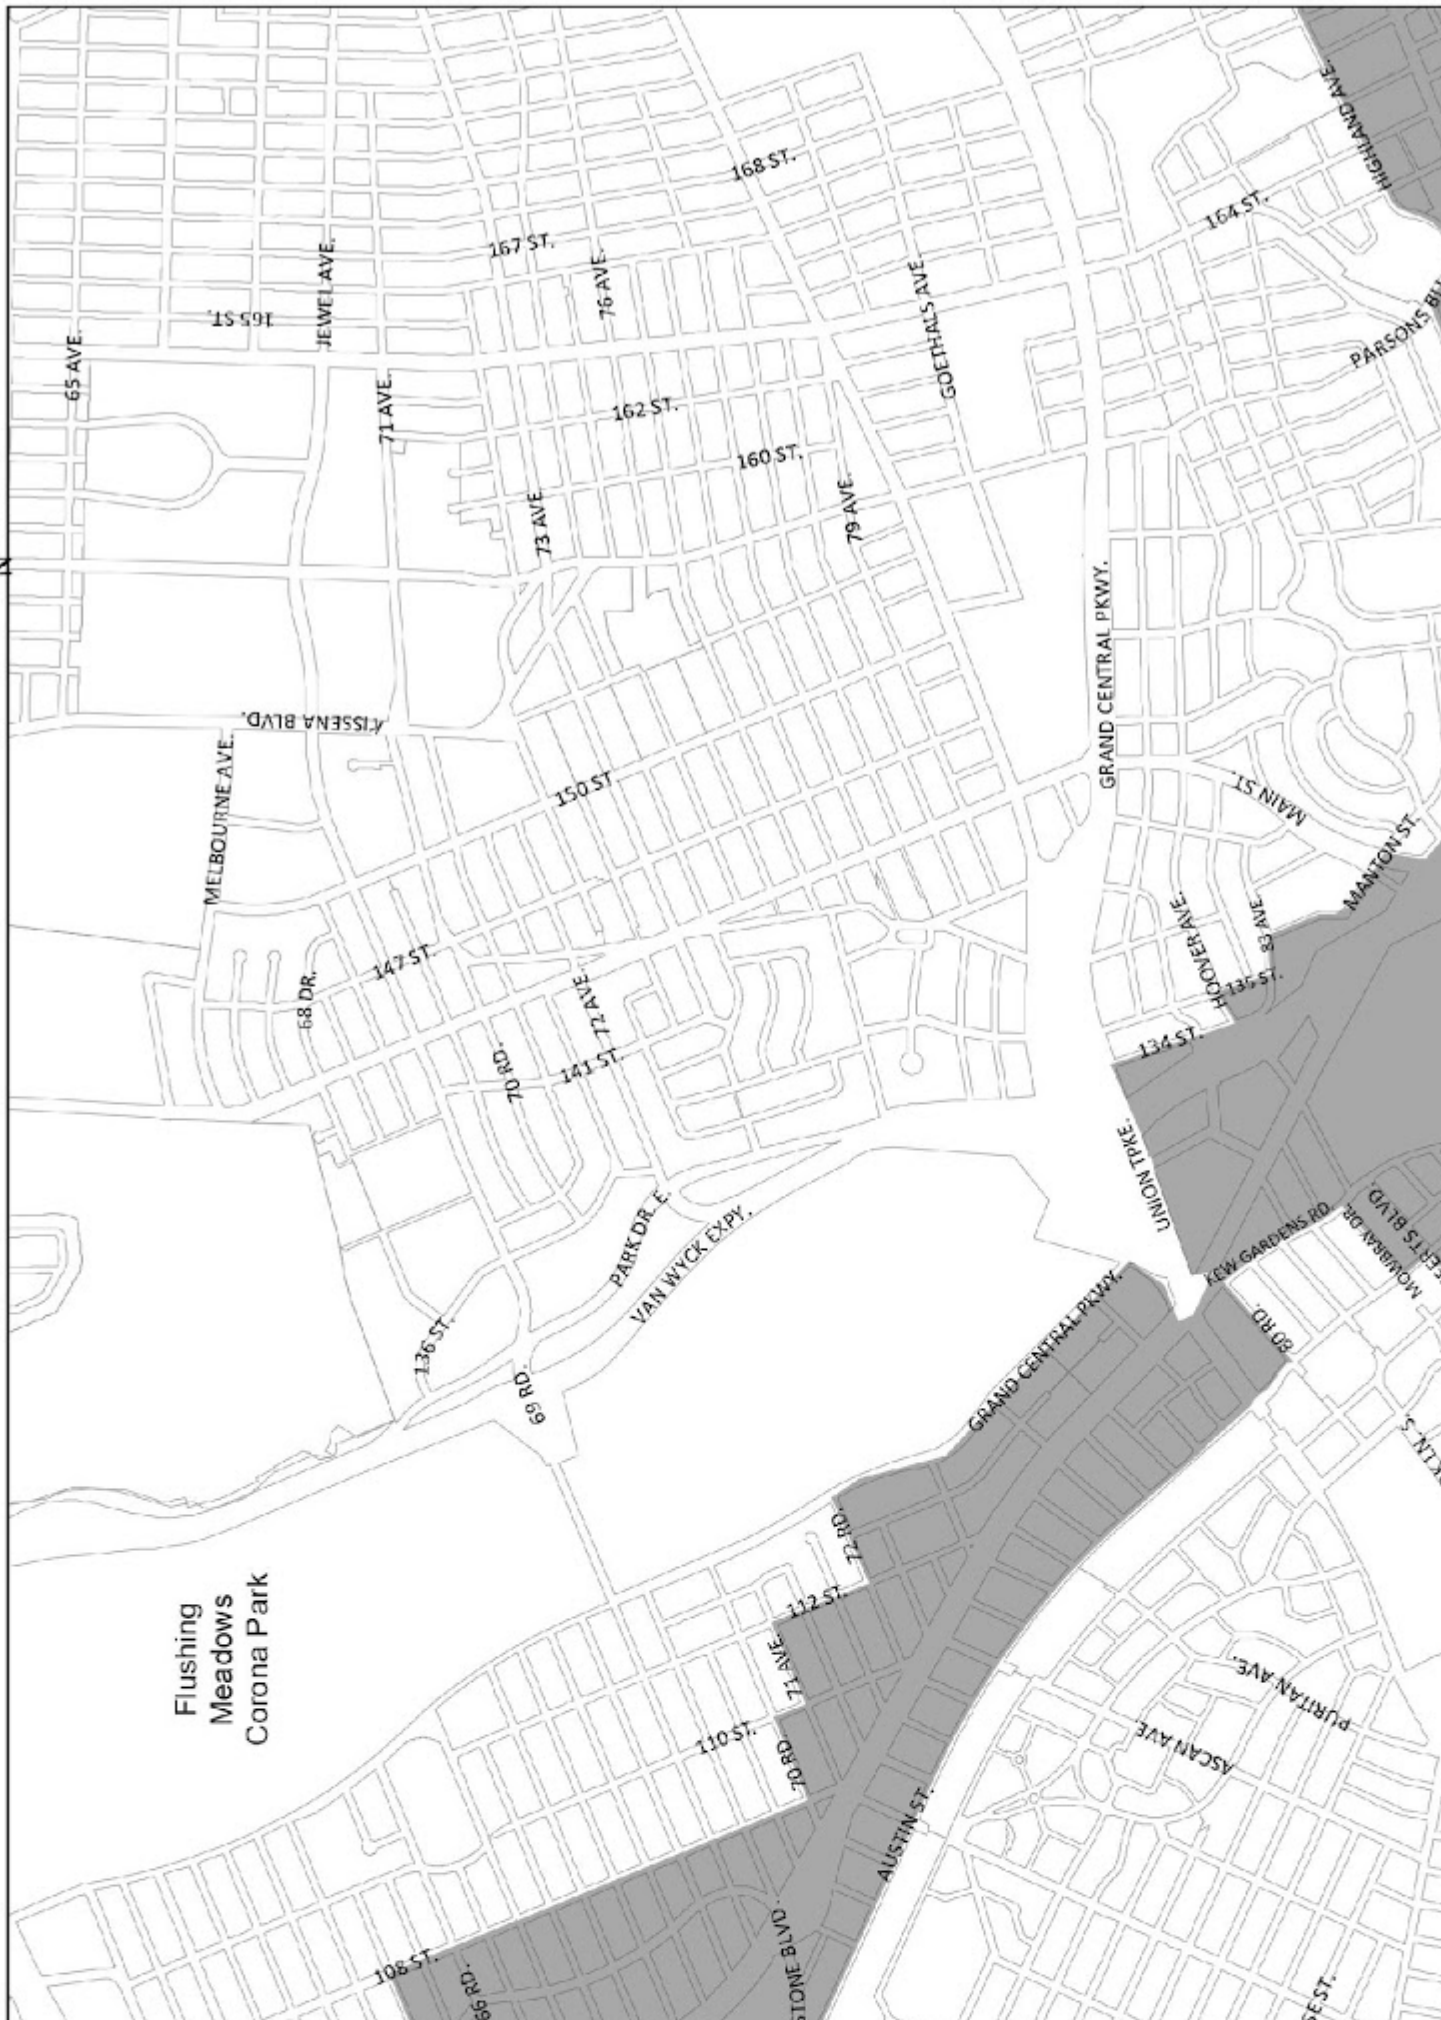 HIGHLAND AVE.
168 ST.
164 ST.
167 ST.
76 AVE.
JEWEL AVE.
165 ST.
GOETHALS AVE.
PARSONS
65 AVE.
71 AVE.
162 ST.
160 ST.
73 AVE.
79 AVE.
N
GRAND CENTRAL PKWY.
KISSENA BLVD.
MELBOURNE AVE.
150 ST.
MAIN ST.
MANTON ST.
HOOVER AVE.
83 AVE.
147 ST.
68 DR.
72 AVE.
135 ST.
134 ST.
70 RD.
141 ST.
UNION TPKE.
PARK DR. E.
VAN WYCK EXPY.
KEW GARDENS RD.
MOWBRAY DR.
BLVD.
136 ST.
69 RD.
GRAND CENTRAL PKWY.
80 RD.
72 RD.
112 ST.
Flushing
Meadows
Corona Park
71 AVE.
110 ST.
70 RD.
PURITAN AVE.
ASCAN AVE.
AUSTIN ST.
108 ST.
66 RD.
STONE BLVD.
ST.